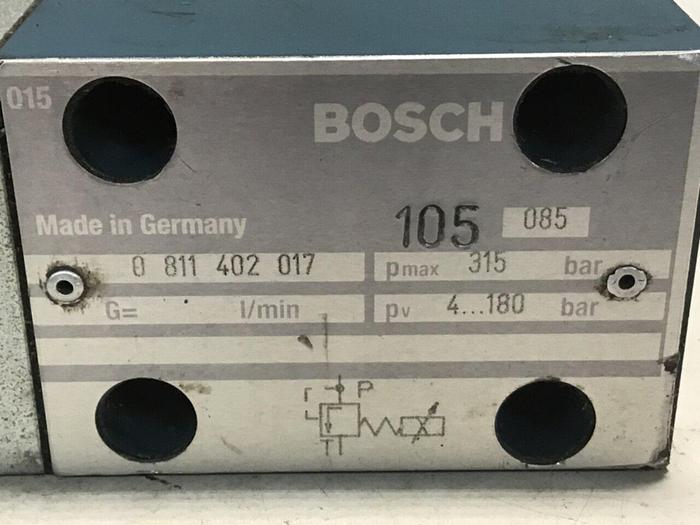 015
BOSCH
Made in Germany 105 085
0 811 402 017 pmax 315 bar
G= l/min pv 4...180 bar
P
T